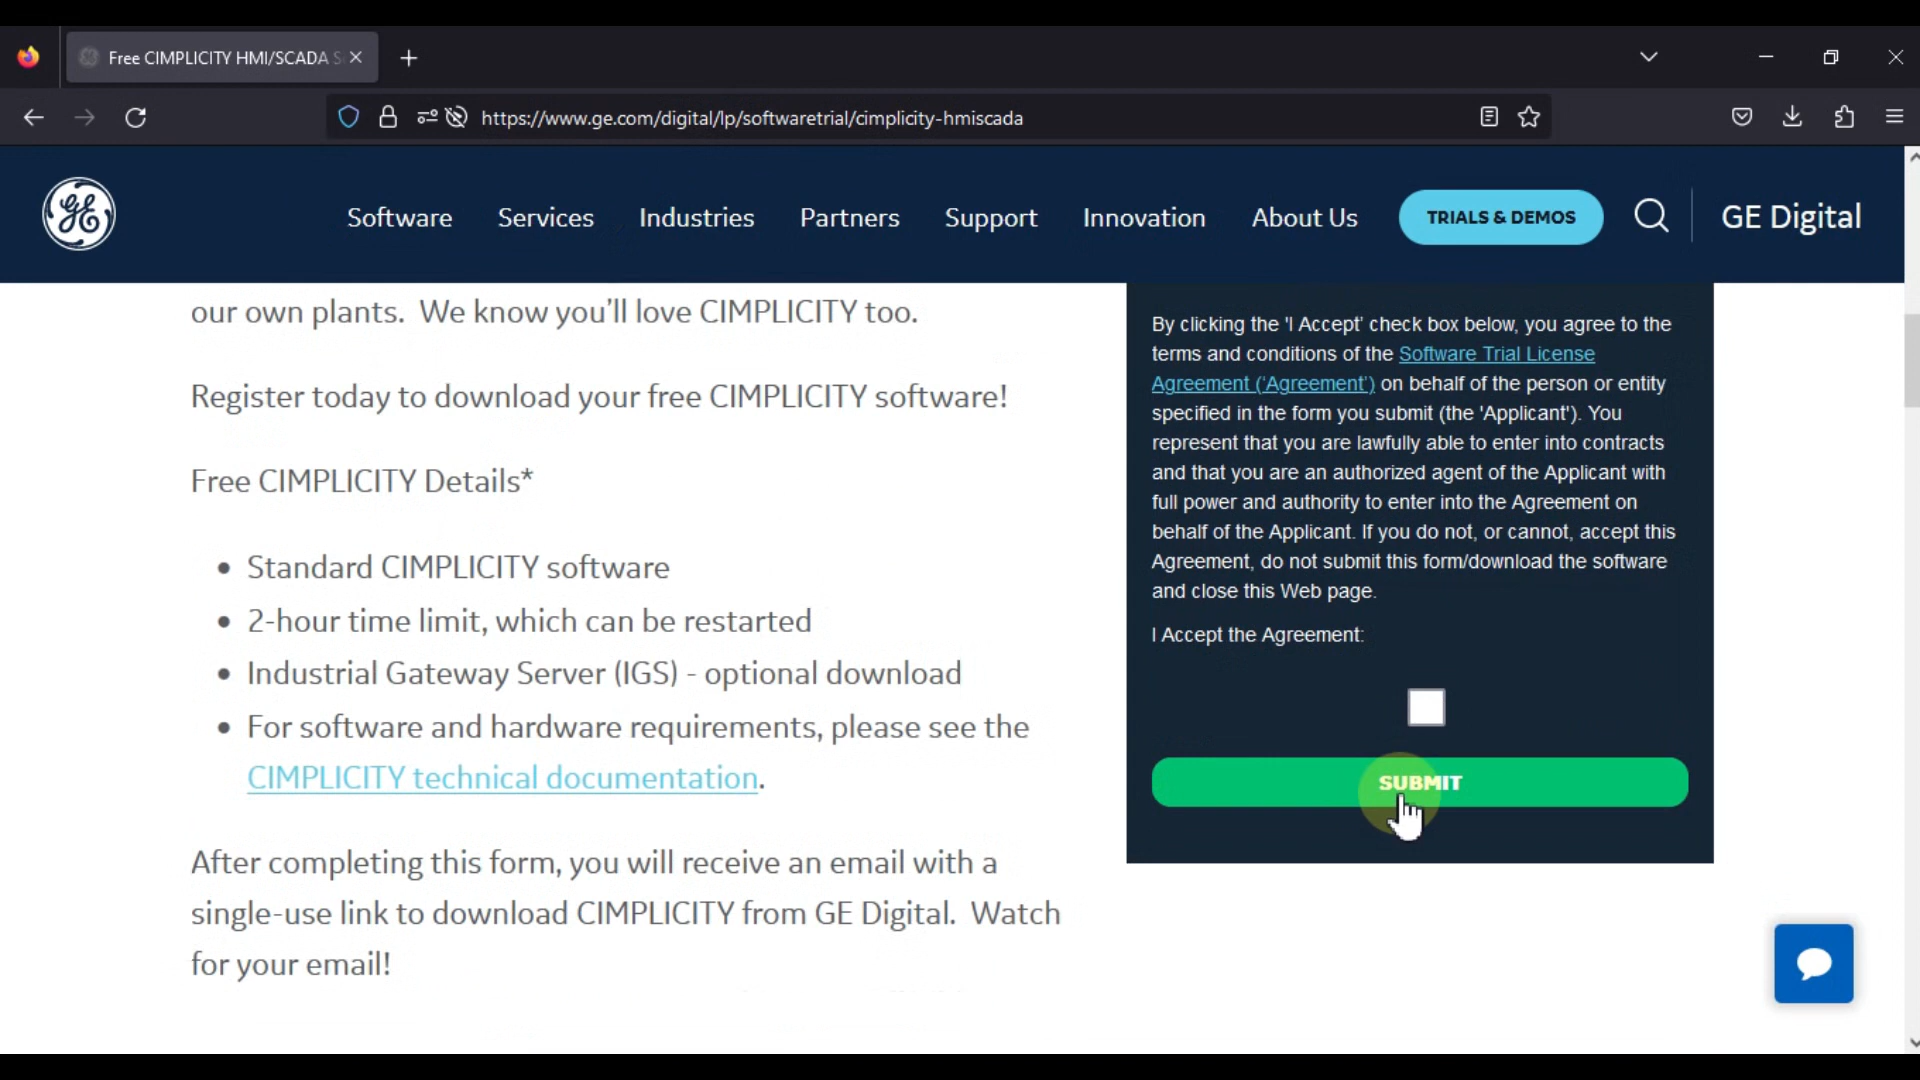 Free CIMPLICITY HMI/SCADA S
https://www.ge.com/digital/lp/softwaretrial/cimplicity-hmiscada
Software Services Industries Partners Support Innovation About Us TRIALS & DEMOS GE Digital
our own plants. We know you’ll love CIMPLICITY too.
Register today to download your free CIMPLICITY software!
Free CIMPLICITY Details*
• Standard CIMPLICITY software
• 2-hour time limit, which can be restarted
• Industrial Gateway Server (IGS) - optional download
• For software and hardware requirements, please see the
CIMPLICITY technical documentation.
After completing this form, you will receive an email with a
single-use link to download CIMPLICITY from GE Digital. Watch
for your email!
By clicking the 'I Accept’ check box below, you agree to the
terms and conditions of the Software Trial License
Agreement (‘Agreement’) on behalf of the person or entity
specified in the form you submit (the 'Applicant’). You
represent that you are lawfully able to enter into contracts
and that you are an authorized agent of the Applicant with
full power and authority to enter into the Agreement on
behalf of the Applicant. If you do not, or cannot, accept this
Agreement, do not submit this form/download the software
and close this Web page.
I Accept the Agreement:
SUBMIT